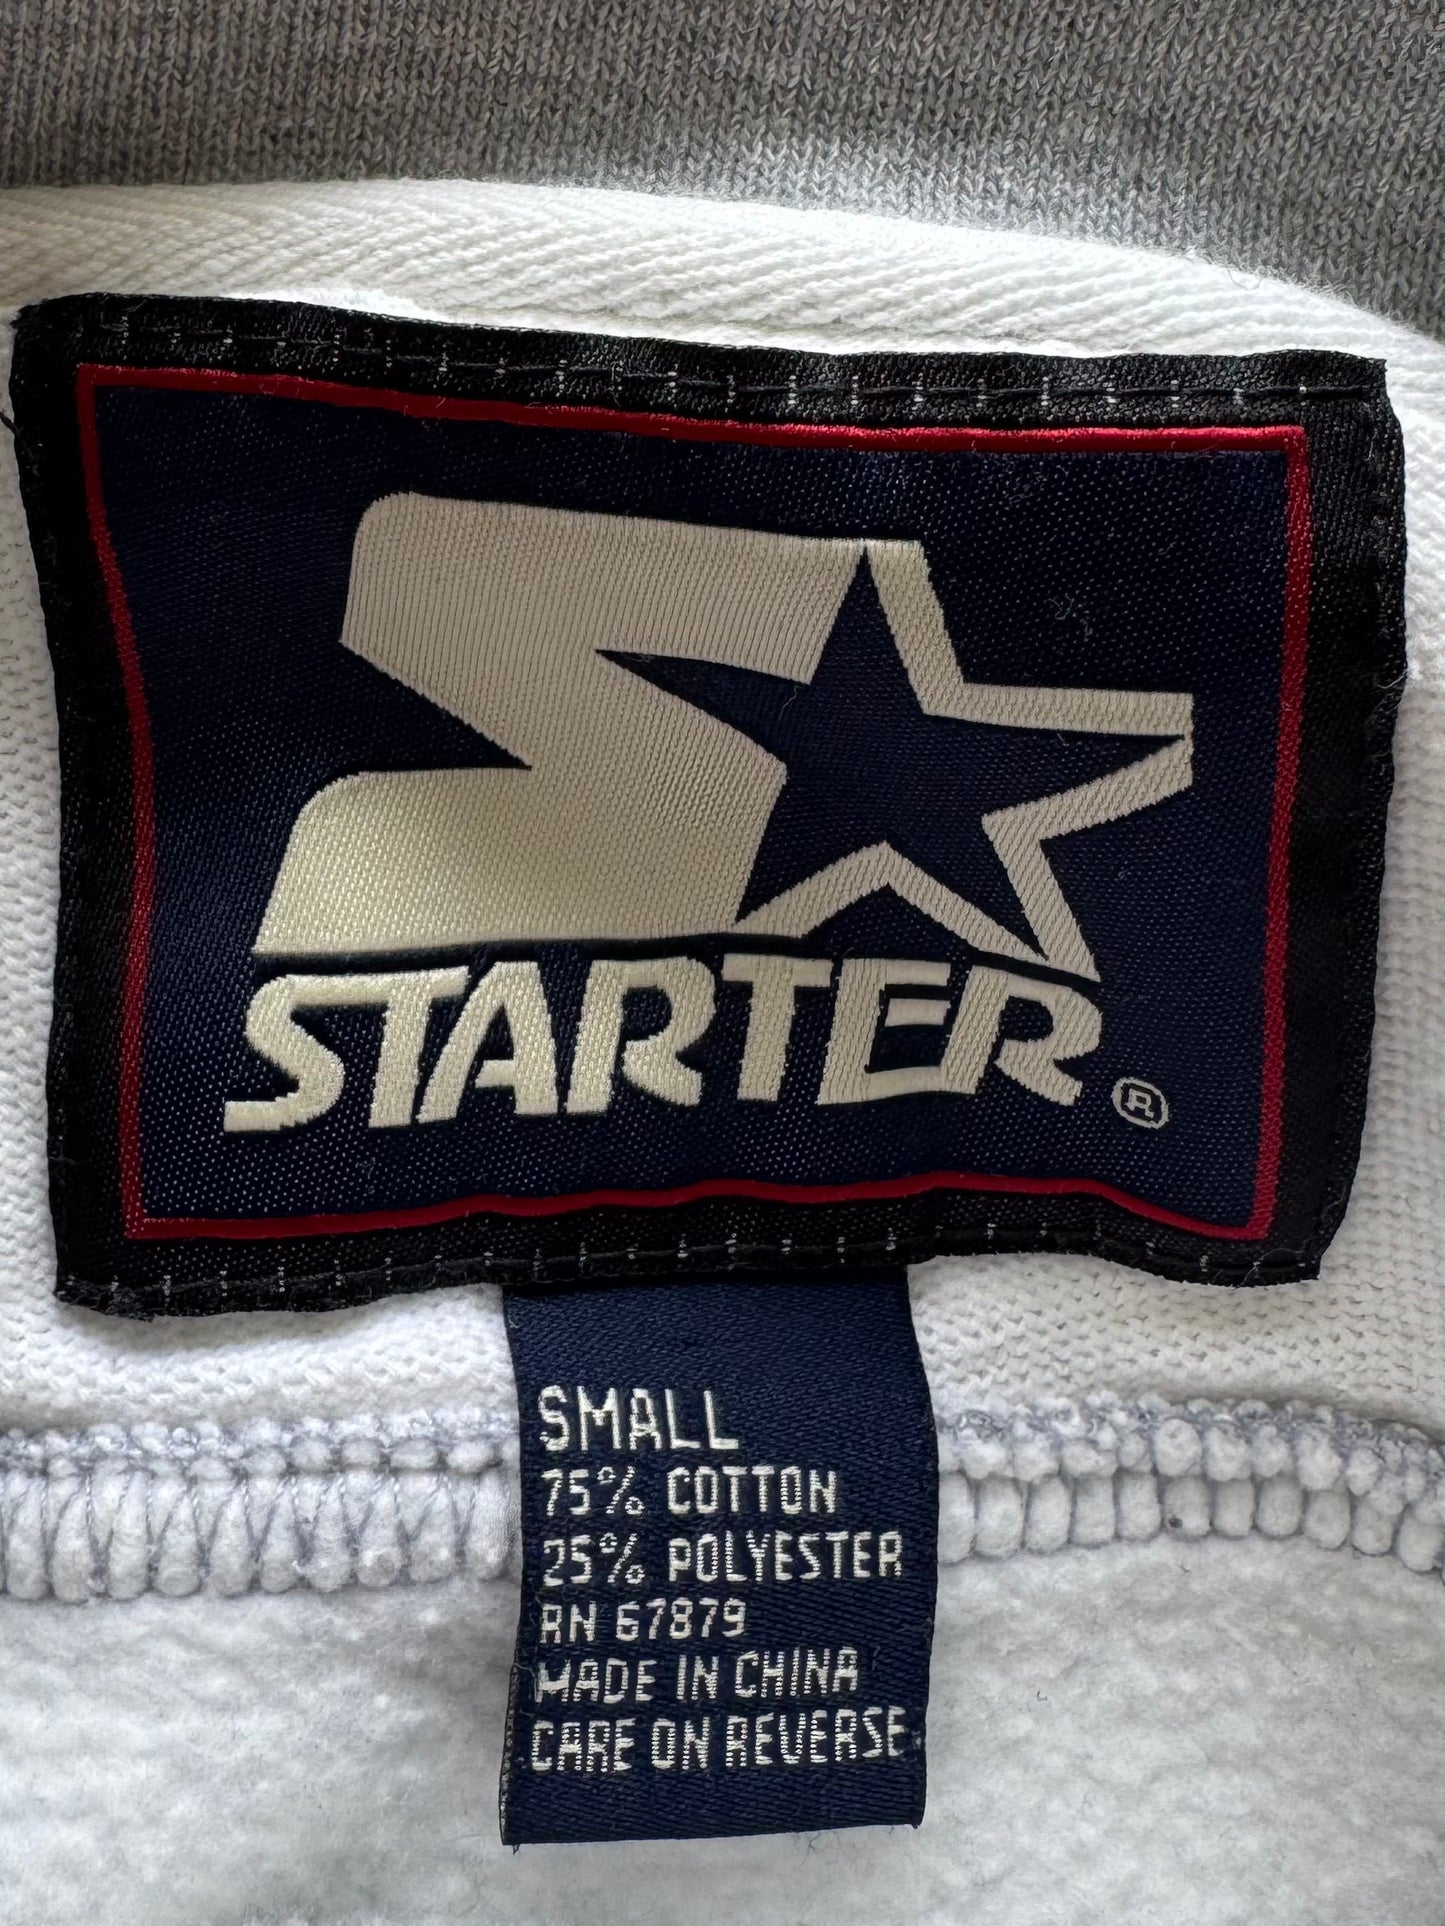 STARTER ®
SMALL
75% COTTON
25% POLYESTER
RN 67879
MADE IN CHINA
CARE ON REVERSE.